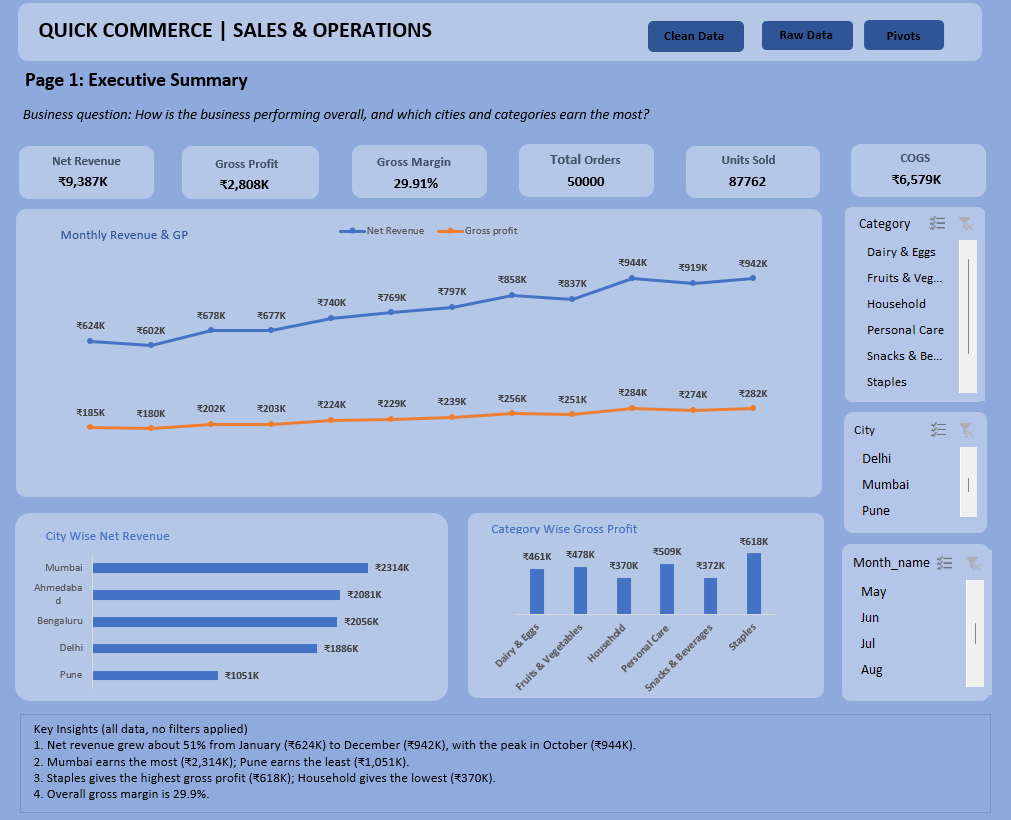 QUICK COMMERCE | SALES & OPERATIONS
Clean Data
Raw Data
Pivots
Page 1: Executive Summary
Business question: How is the business performing overall, and which cities and categories earn the most?
Net Revenue
₹9,387K
Gross Profit
₹2,808K
Gross Margin
29.91%
Total Orders
50000
Units Sold
87762
COGS
₹6,579K
Monthly Revenue & GP
Net Revenue
Gross profit
₹624K
₹602K
₹678K
₹677K
₹740K
₹769K
₹797K
₹858K
₹837K
₹944K
₹919K
₹942K
₹185K
₹180K
₹202K
₹203K
₹224K
₹229K
₹239K
₹256K
₹251K
₹284K
₹274K
₹282K
Category
Dairy & Eggs
Fruits & Veg...
Household
Personal Care
Snacks & Be...
Staples
City
Delhi
Mumbai
Pune
Month_name
May
Jun
Jul
Aug
City Wise Net Revenue
Mumbai
₹2314K
Ahmedaba
d
₹2081K
Bengaluru
₹2056K
Delhi
₹1886K
Pune
₹1051K
Category Wise Gross Profit
₹461K
₹478K
₹370K
₹509K
₹372K
₹618K
Dairy & Eggs
Fruits & Vegetables
Household
Personal Care
Snacks & Beverages
Staples
Key Insights (all data, no filters applied)
1. Net revenue grew about 51% from January (₹624K) to December (₹942K), with the peak in October (₹944K).
2. Mumbai earns the most (₹2,314K); Pune earns the least (₹1,051K).
3. Staples gives the highest gross profit (₹618K); Household gives the lowest (₹370K).
4. Overall gross margin is 29.9%.